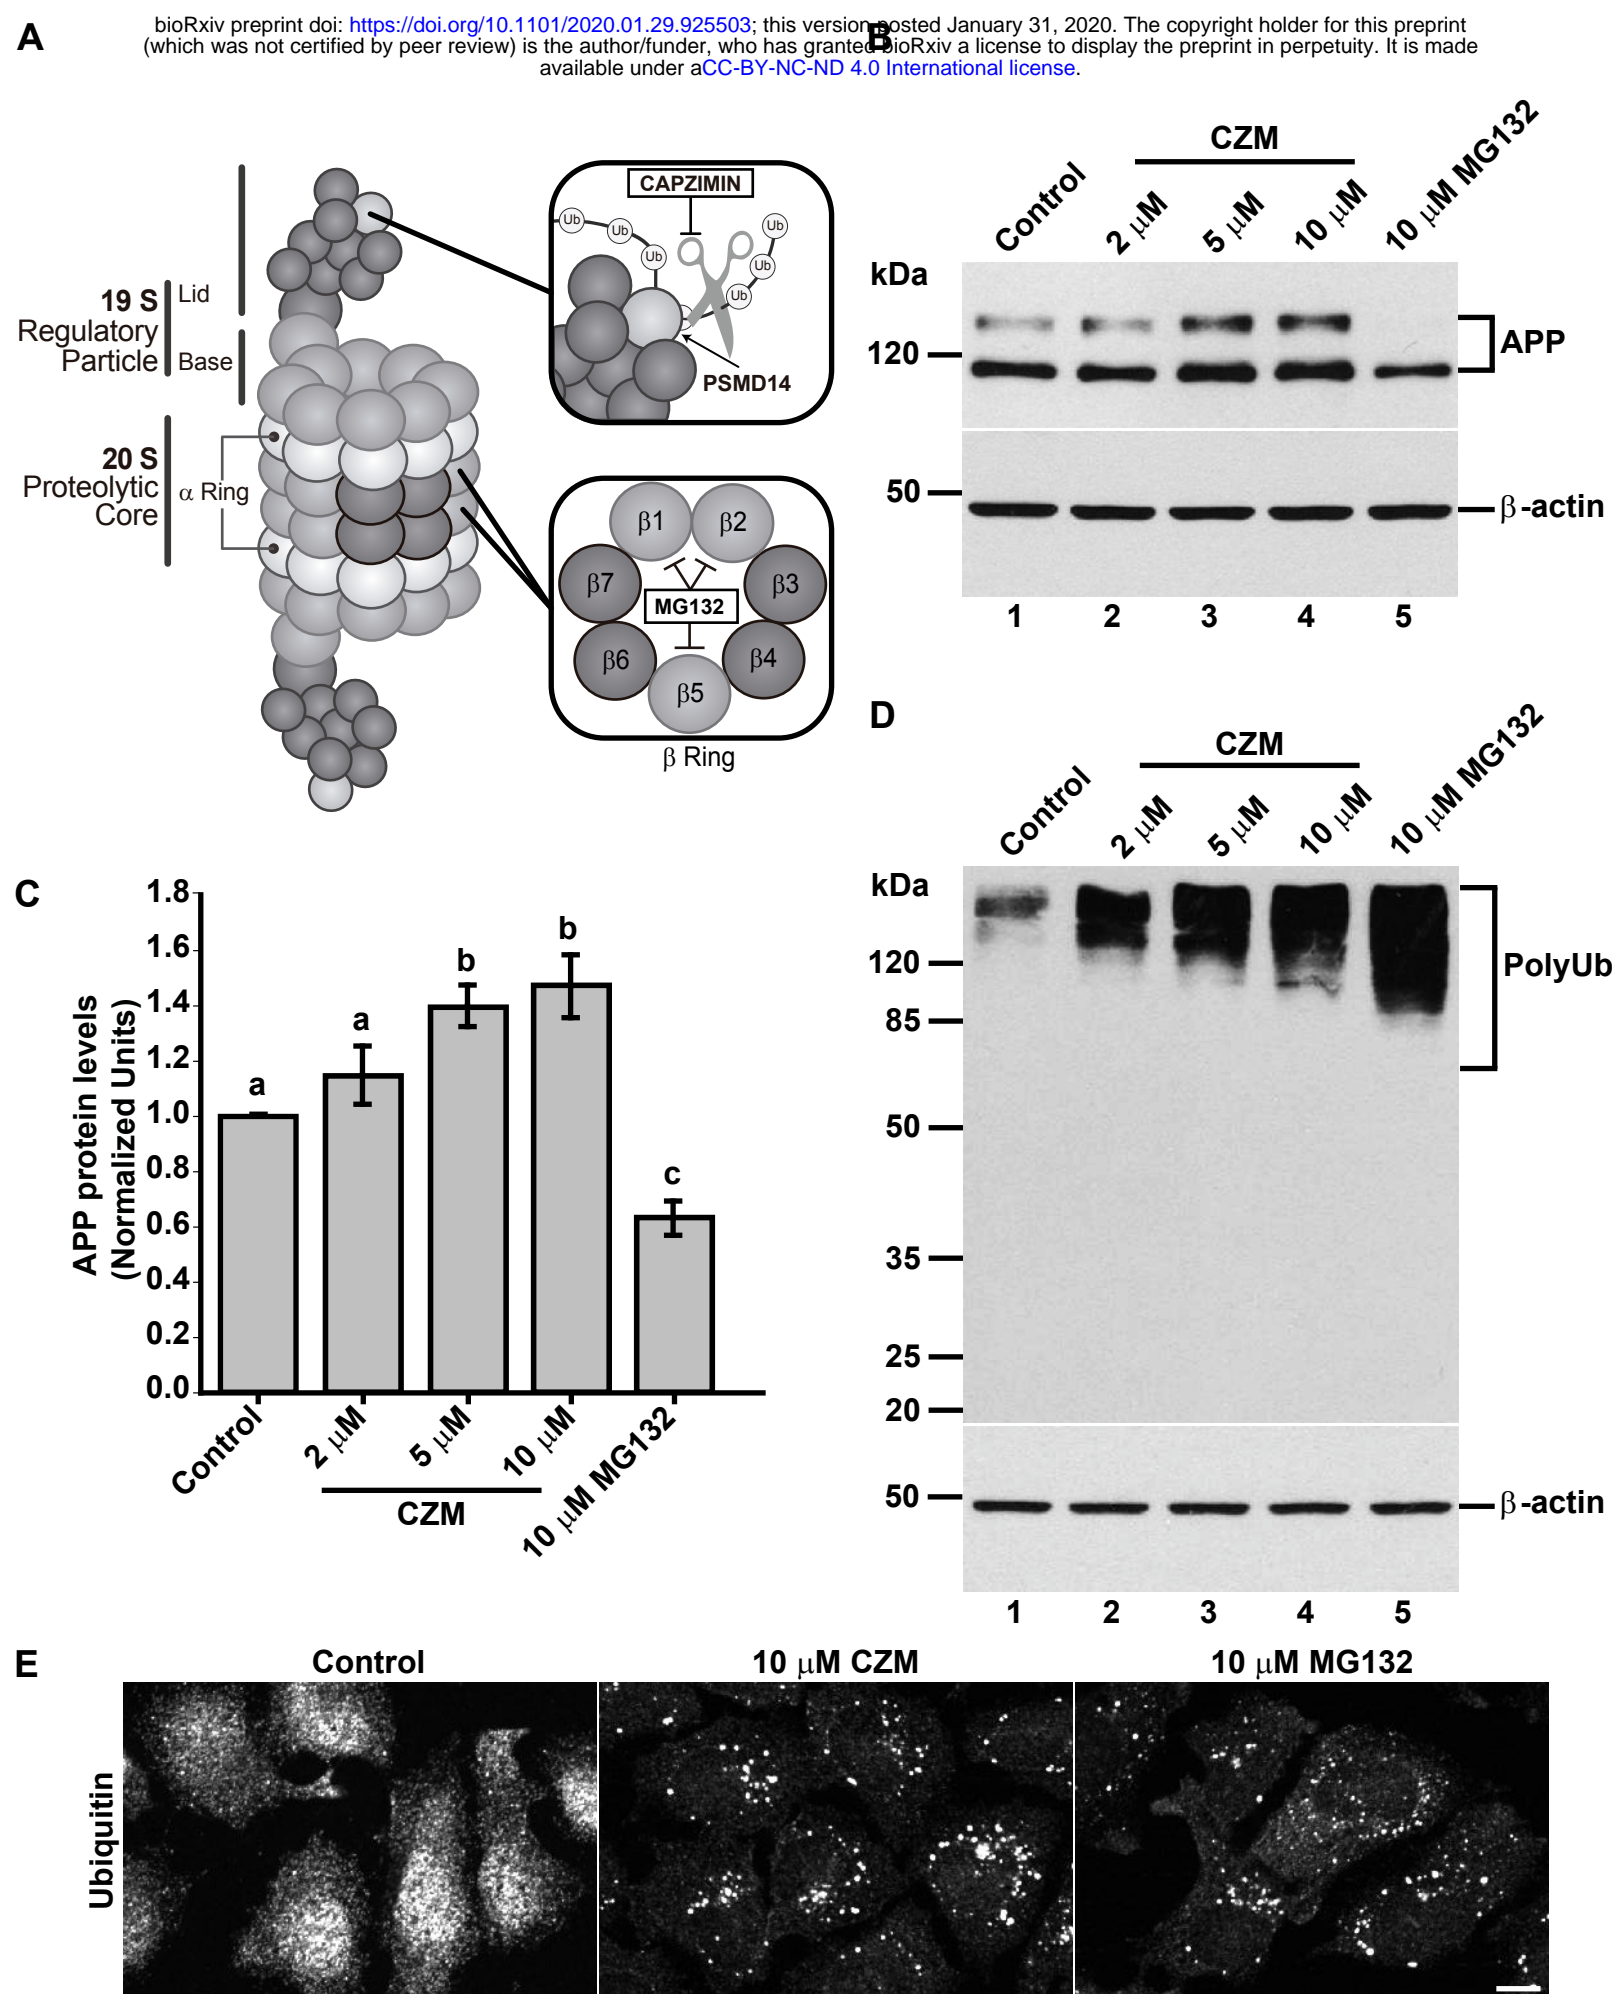 bioRxiv preprint doi: https://doi.org/10.1101/2020.01.29.925503; this version posted January 31, 2020. The copyright holder for this preprint
(which was not certified by peer review) is the author/funder, who has granted bioRxiv a license to display the preprint in perpetuity. It is made
available under aCC-BY-NC-ND 4.0 International license.
A
19 S
Regulatory
Particle
Lid
Base
20 S
Proteolytic
Core
α Ring
CAPZIMIN
Ub
Ub
Ub
Ub
Ub
Ub
PSMD14
β1
β2
β7
β3
MG132
β6
β4
β5
β Ring
B
CZM
Control
2 μM
5 μM
10 μM
10 μM MG132
kDa
120
APP
50
β-actin
1 2 3 4 5
C
APP protein levels
(Normalized Units)
1.8
1.6
1.4
1.2
1.0
0.8
0.6
0.4
0.2
0.0
a
a
b
b
c
Control
2 μM
5 μM
10 μM
10 μM MG132
CZM
D
CZM
Control
2 μM
5 μM
10 μM
10 μM MG132
kDa
120
85
50
35
25
20
PolyUb
50
β-actin
1 2 3 4 5
E
Control
10 μM CZM
10 μM MG132
Ubiquitin